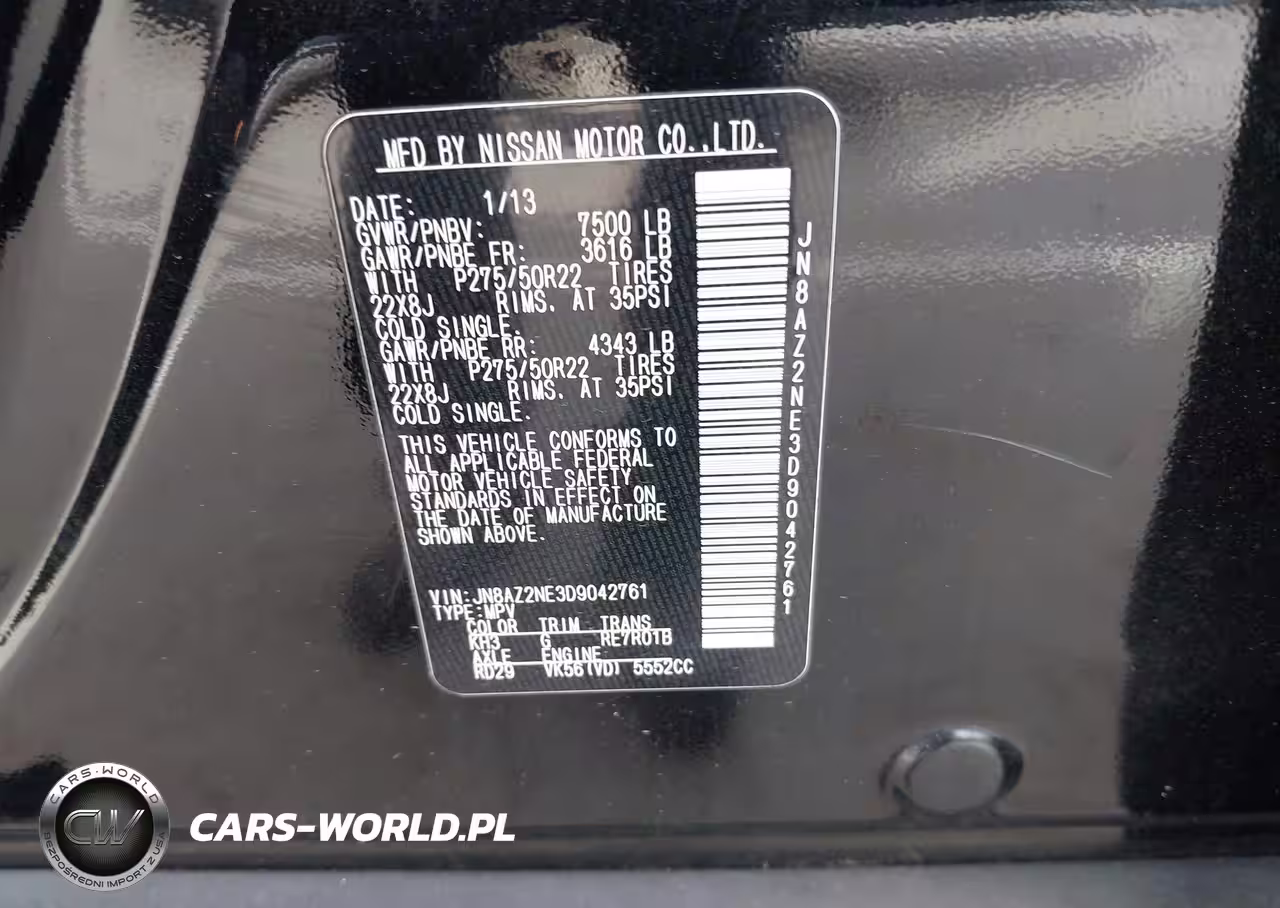 MFD BY NISSAN MOTOR CO.,LTD.
DATE: 1/13
GVWR/PNBV: 7500 LB
GAWR/PNBE FR: 3616 LB
WITH P275/50R22 TIRES
22X8J RIMS. AT 35PSI
COLD SINGLE.
GAWR/PNBE RR: 4343 LB
WITH P275/50R22 TIRES
22X8J RIMS. AT 35PSI
COLD SINGLE.
THIS VEHICLE CONFORMS TO
ALL APPLICABLE FEDERAL
MOTOR VEHICLE SAFETY
STANDARDS IN EFFECT ON
THE DATE OF MANUFACTURE
SHOWN ABOVE.
VIN:JN8AZ2NE3D9042761
TYPE:MPV
COLOR TRIM TRANS
KH3 G RE7R01B
AXLE ENGINE
RD29 VK56(VD) 5552CC
JN8AZ2NE3D9042761
CARS-WORLD
CW
BEZPOŚREDNI IMPORT Z USA
CARS-WORLD.PL